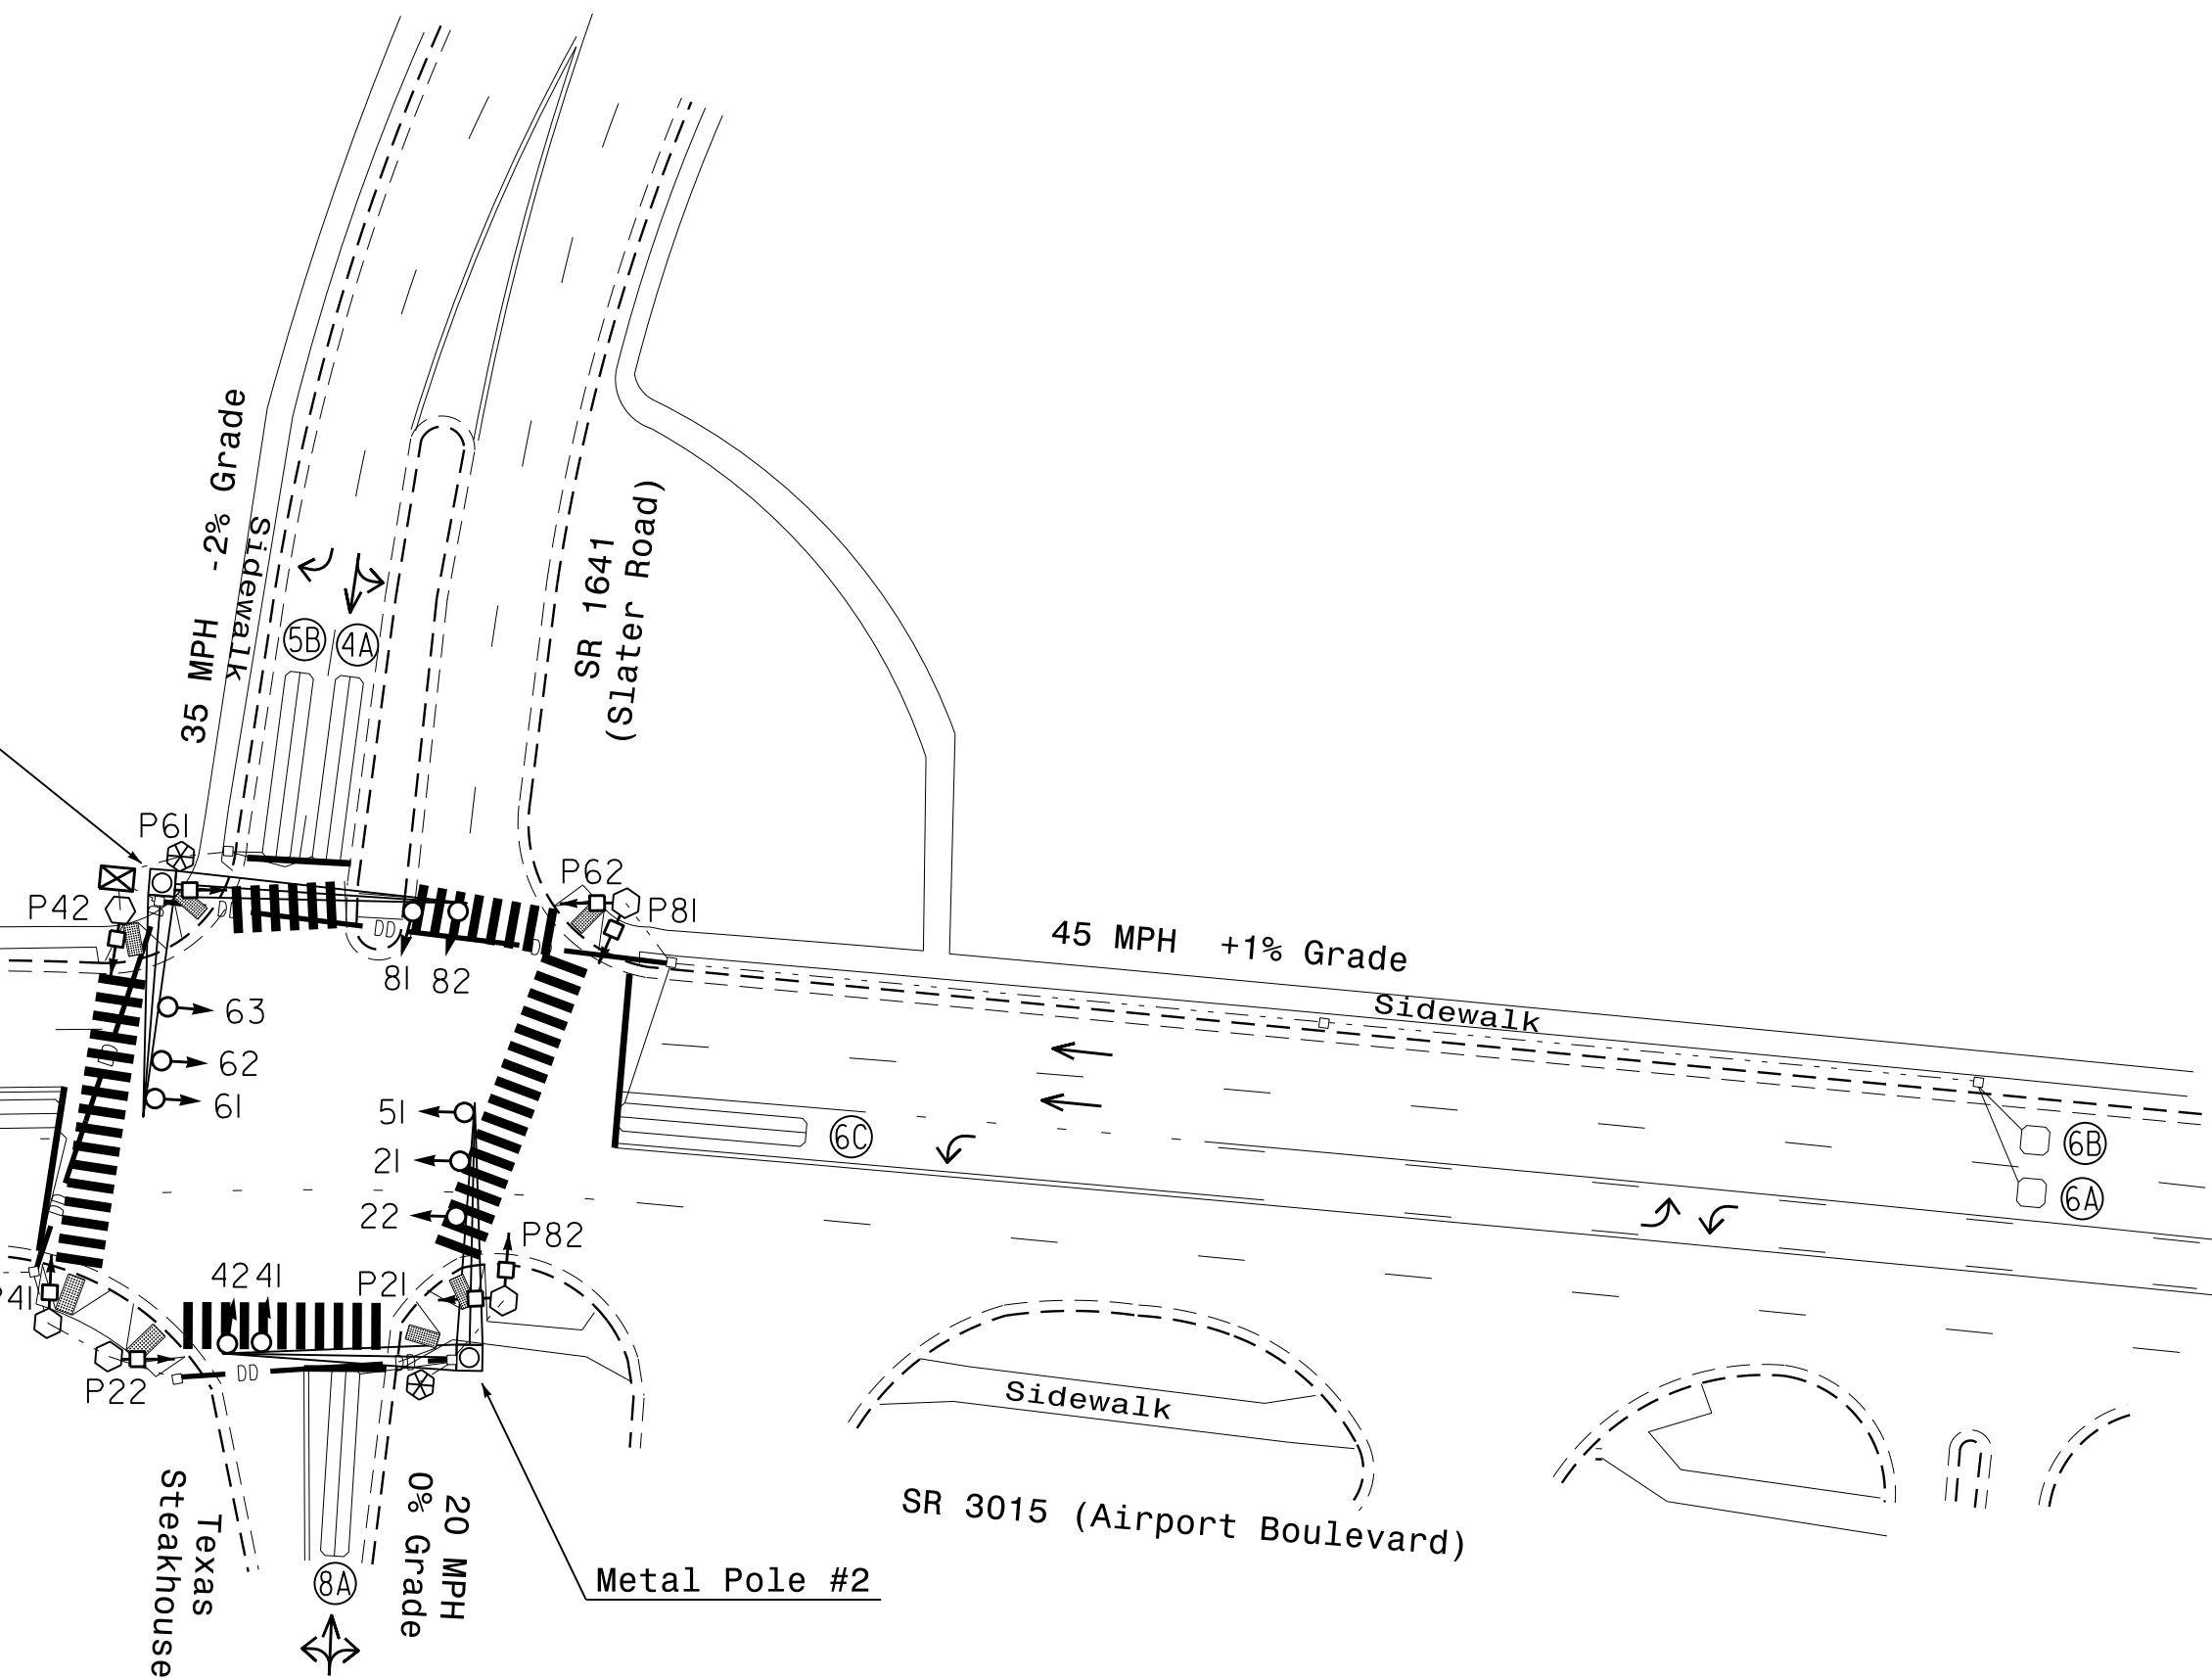 35 MPH -2% Grade
Sidewalk
5B
4A
SR 1641
(Slater Road)
P61
P62
P42
P81
DD
81
82
45 MPH +1% Grade
Sidewalk
63
62
61
51
21
22
6C
6B
6A
P82
42
41
P21
P41
P22
DD
Sidewalk
SR 3015 (Airport Boulevard)
Texas
Steakhouse
20 MPH
0% Grade
8A
Metal Pole #2